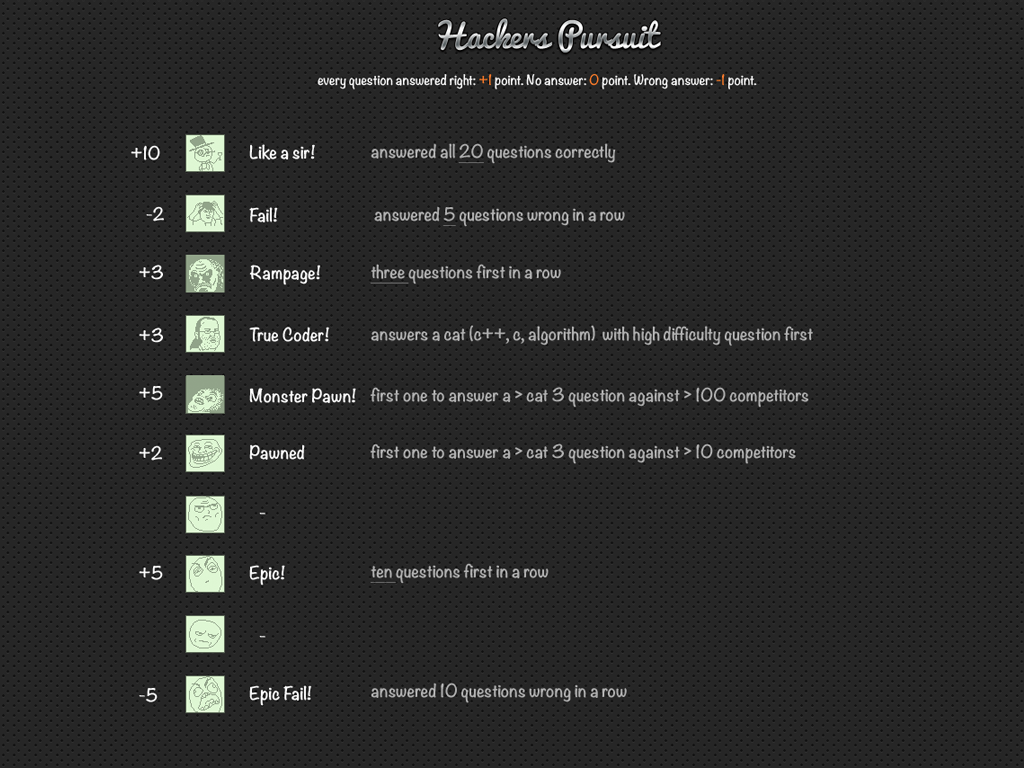 Hackers Pursuit
every question answered right: +1 point. No answer: 0 point. Wrong answer: -1 point.
+10 Like a sir! answered all 20 questions correctly
-2 Fail! answered 5 questions wrong in a row
+3 Rampage! three questions first in a row
+3 True Coder! answers a cat (c++, c, algorithm) with high difficulty question first
+5 Monster Pawn! first one to answer a > cat 3 question against > 100 competitors
+2 Pawned first one to answer a > cat 3 question against > 10 competitors
-
+5 Epic! ten questions first in a row
-
-5 Epic Fail! answered 10 questions wrong in a row